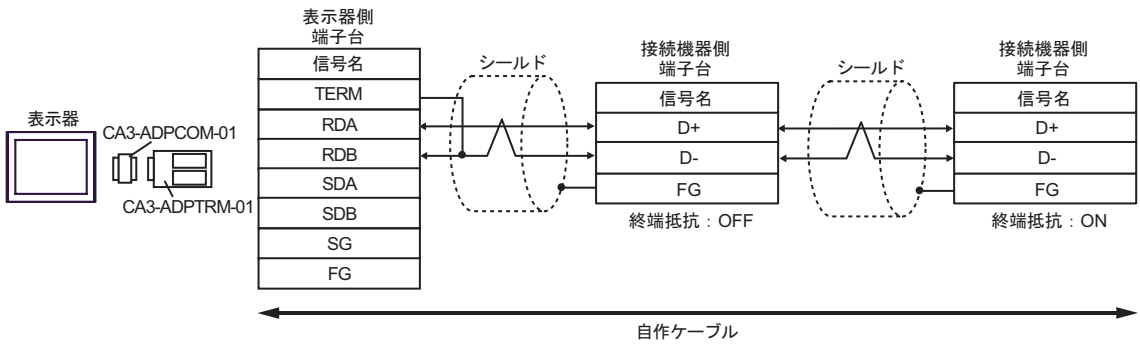 表示器
CA3-ADPCOM-01
CA3-ADPTRM-01
表示器側
端子台
信号名
TERM
RDA
RDB
SDA
SDB
SG
FG
シールド
接続機器側
端子台
信号名
D+
D-
FG
終端抵抗：OFF
シールド
接続機器側
端子台
信号名
D+
D-
FG
終端抵抗：ON
自作ケーブル